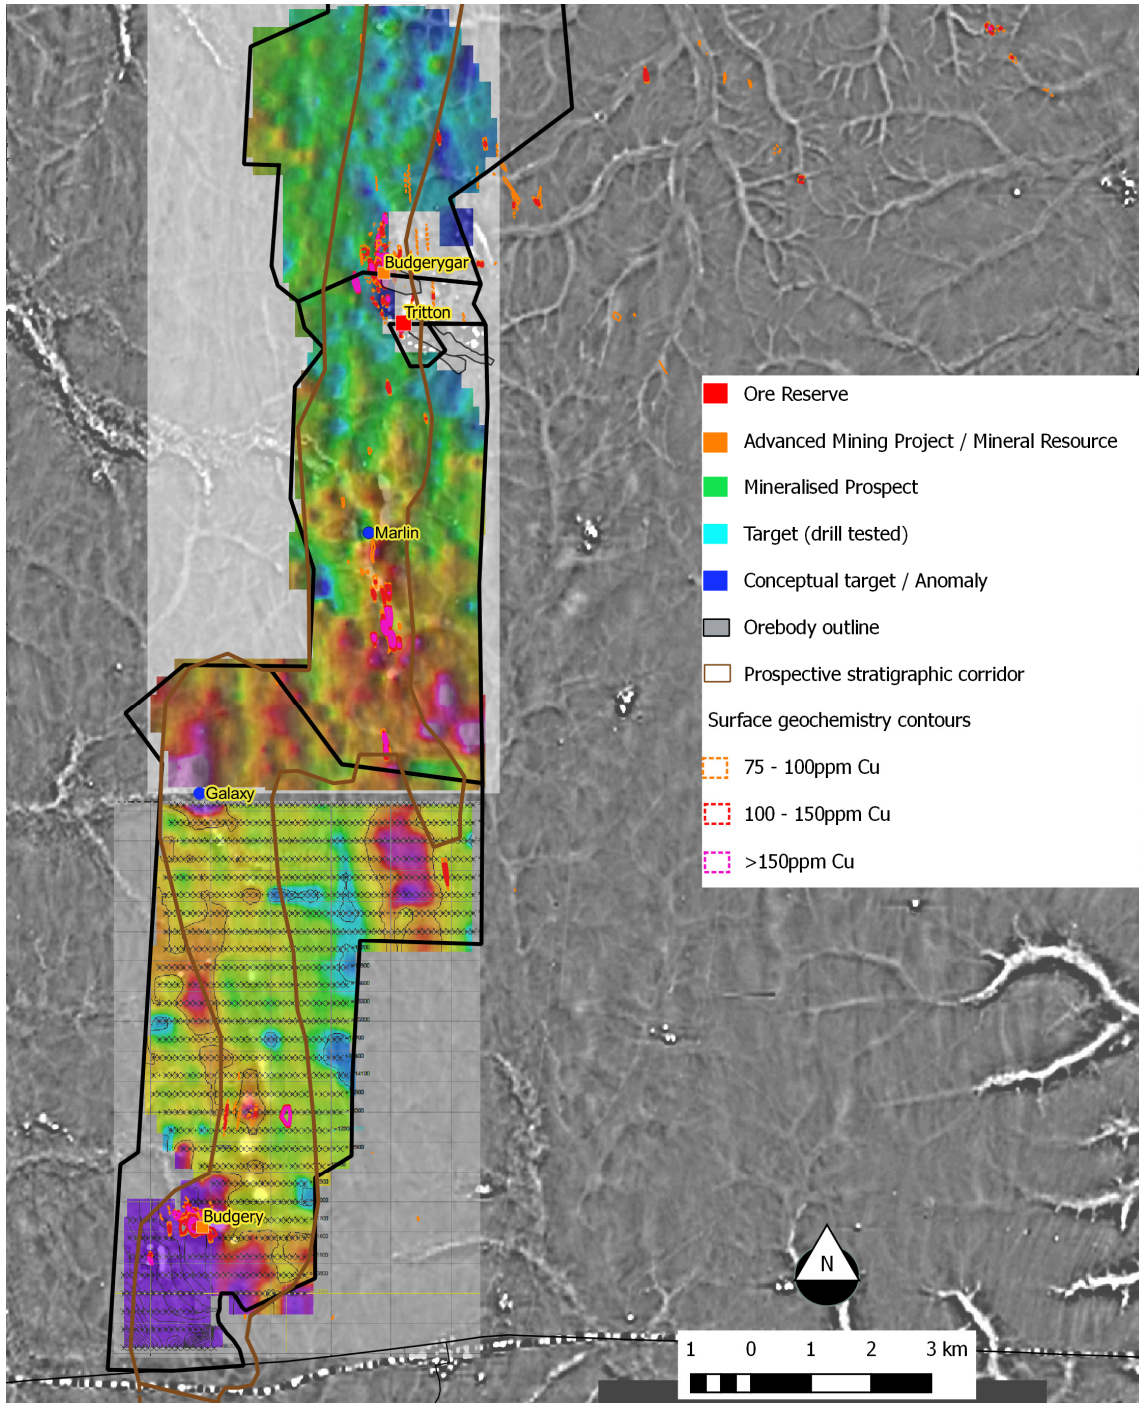 Budgerygar
Tritton
Marlin
Galaxy
Budgery
Ore Reserve
Advanced Mining Project / Mineral Resource
Mineralised Prospect
Target (drill tested)
Conceptual target / Anomaly
Orebody outline
Prospective stratigraphic corridor
Surface geochemistry contours
75 - 100ppm Cu
100 - 150ppm Cu
>150ppm Cu
N
1 0 1 2 3 km